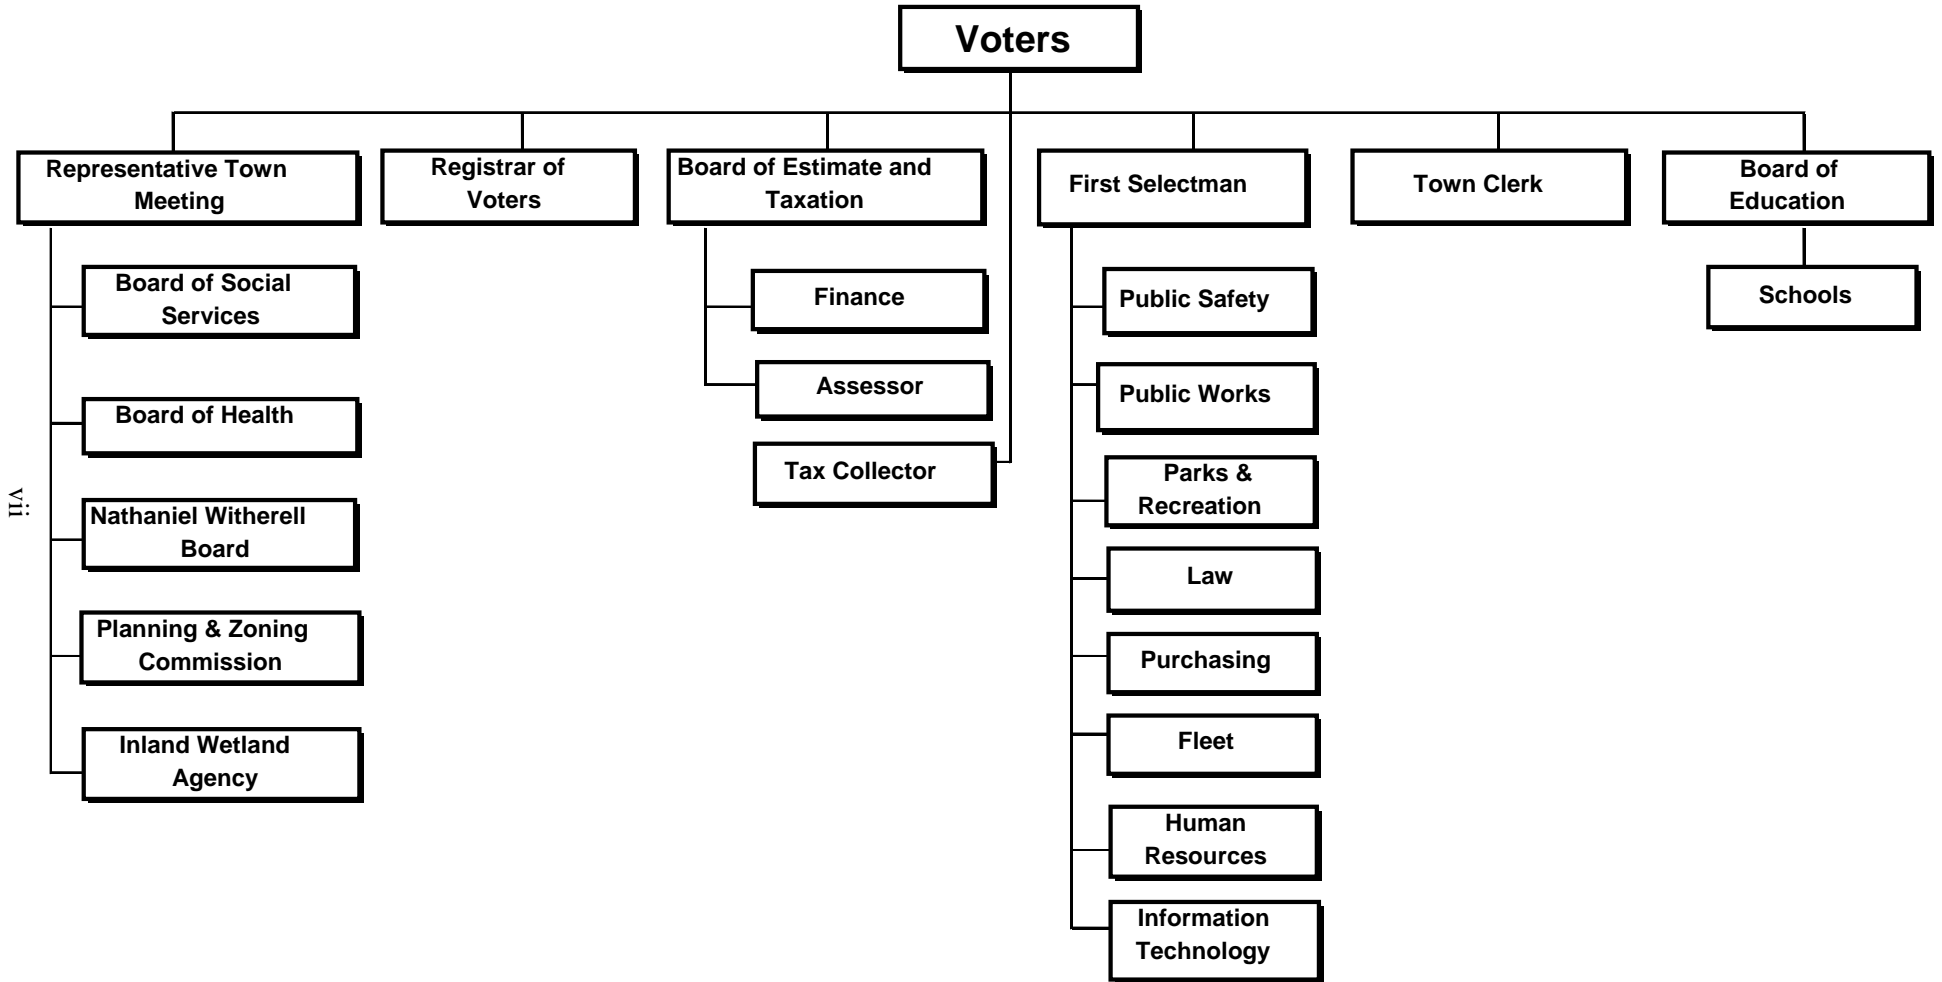 Voters
Representative Town
Meeting
Registrar of
Voters
Board of Estimate and
Taxation
First Selectman
Town Clerk
Board of
Education
Board of Social
Services
Board of Health
Nathaniel Witherell
Board
Planning & Zoning
Commission
Inland Wetland
Agency
Finance
Assessor
Tax Collector
Public Safety
Public Works
Parks &
Recreation
Law
Purchasing
Fleet
Human
Resources
Information
Technology
Schools
vii